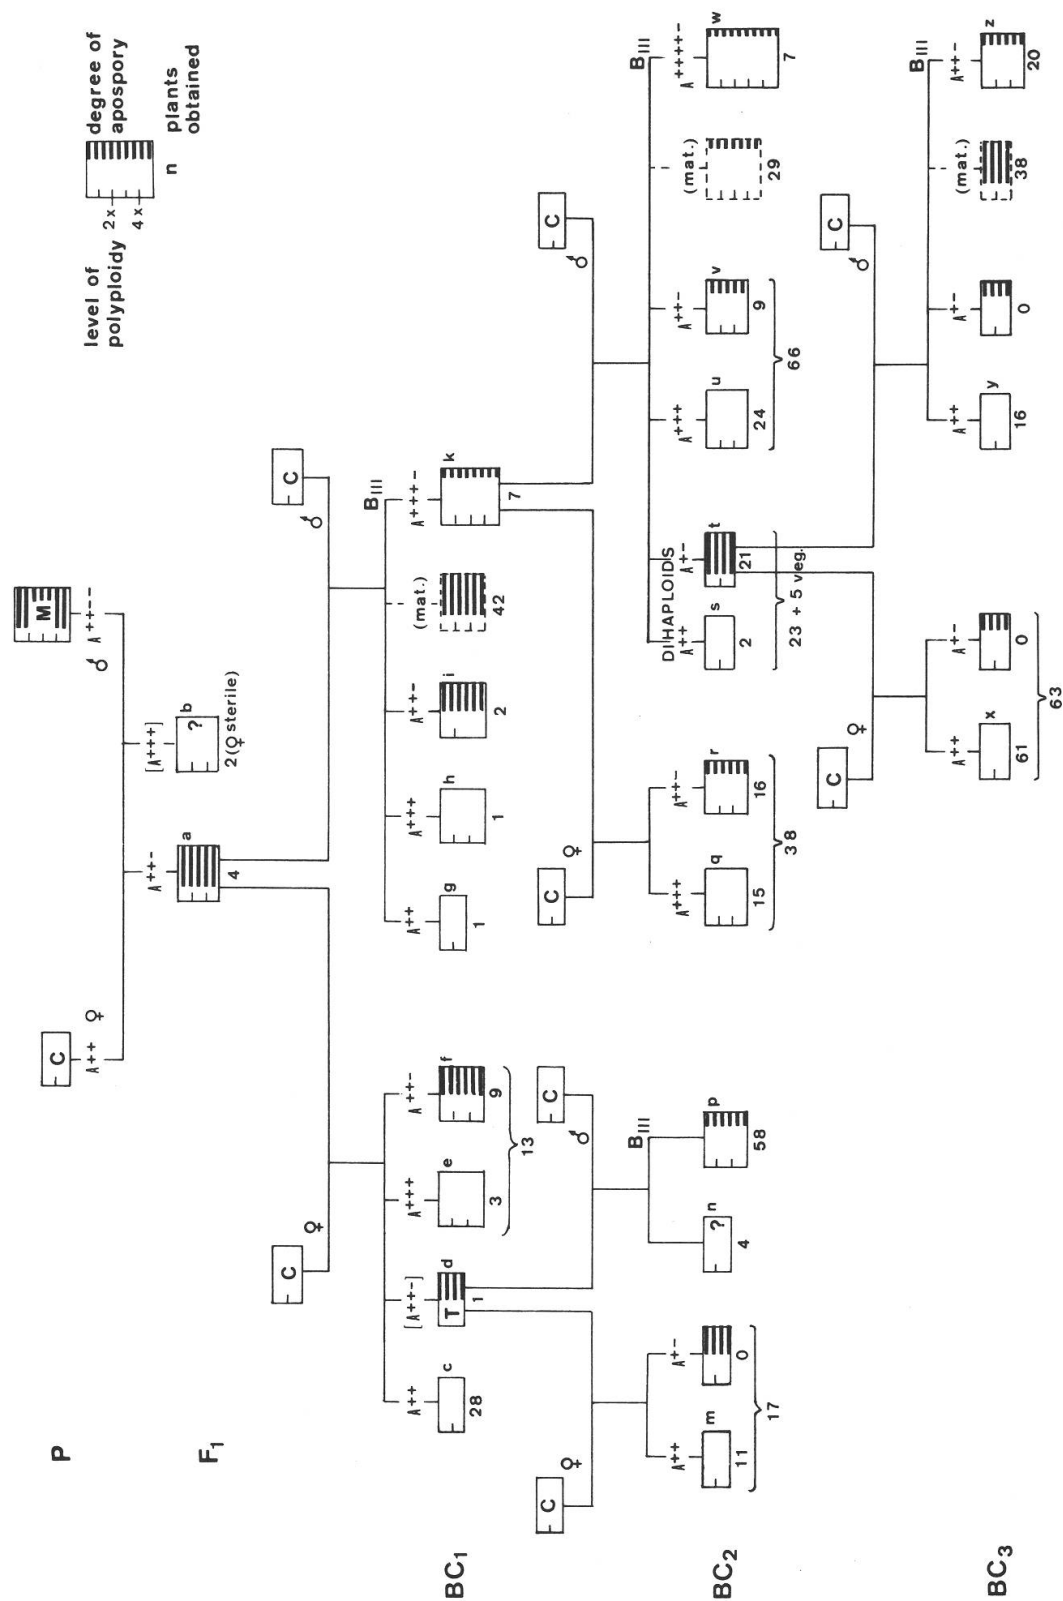 P
C
M
level of polyploidy
2x
4x
degree of apospory
n plants obtained
A++ ♀
♂ A++--
F1
A++-
[A+++]
a
b
?
4
2(♀ sterile)
C ♀
C ♂
BC1
A++
[A++-]
A+++
A++-
A++
A+++
A++-
(mat.)
BIII
A+++-
c
T d
e
f
g
h
i
k
28
1
3
9
13
1
1
2
42
7
C ♀
C ♂
C ♀
C ♂
BC2
A++
A+-
BIII
A+++
A++-
DIHAPLOIDS
A++
A+-
A+++
A++-
(mat.)
BIII
A++++-
m
n
?
p
q
r
s
t
u
v
w
11
0
17
4
58
15
16
38
2
21
23 + 5 veg.
24
9
66
29
7
C ♀
C ♂
BC3
A++
A+-
A++
A+-
(mat.)
BIII
A++-
x
y
z
61
0
63
16
0
38
20